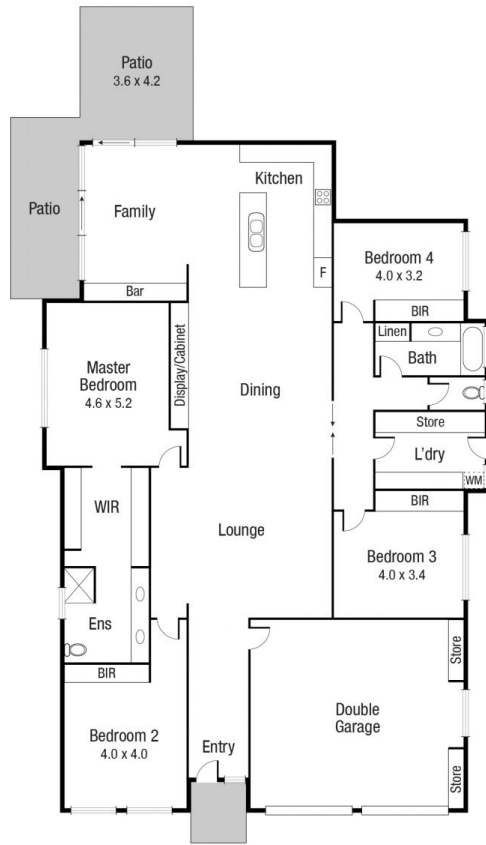 Patio
3.6 x 4.2
Kitchen
Patio
Family
F
Bedroom 4
4.0 x 3.2
Bar
BIR
Linen
Bath
Master
Bedroom
4.6 x 5.2
Display/Cabinet
Dining
Store
L'dry
WM
WIR
BIR
Lounge
Bedroom 3
4.0 x 3.4
Ens
Store
BIR
Double
Garage
Bedroom 2
4.0 x 4.0
Entry
Store